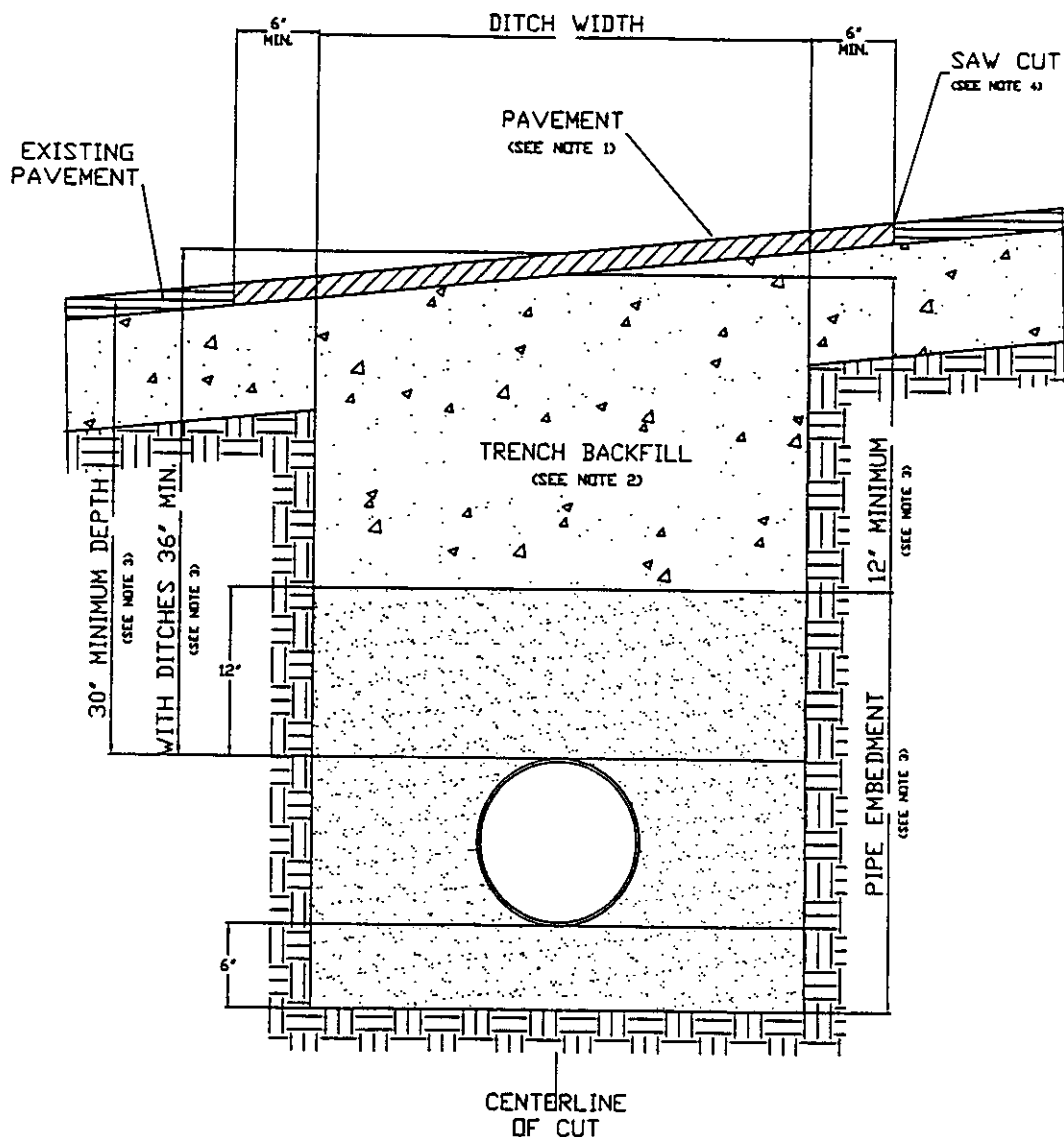 6"
MIN.
DITCH WIDTH
6"
MIN.
SAW CUT
(SEE NOTE 4)
PAVEMENT
(SEE NOTE 1)
EXISTING
PAVEMENT
TRENCH BACKFILL
(SEE NOTE 2)
30" MINIMUM DEPTH
(SEE NOTE 3)
WITH DITCHES 36" MIN.
(SEE NOTE 3)
12" MINIMUM
(SEE NOTE 3)
12"
PIPE EMBEDMENT
(SEE NOTE 3)
6"
CENTERLINE
OF CUT